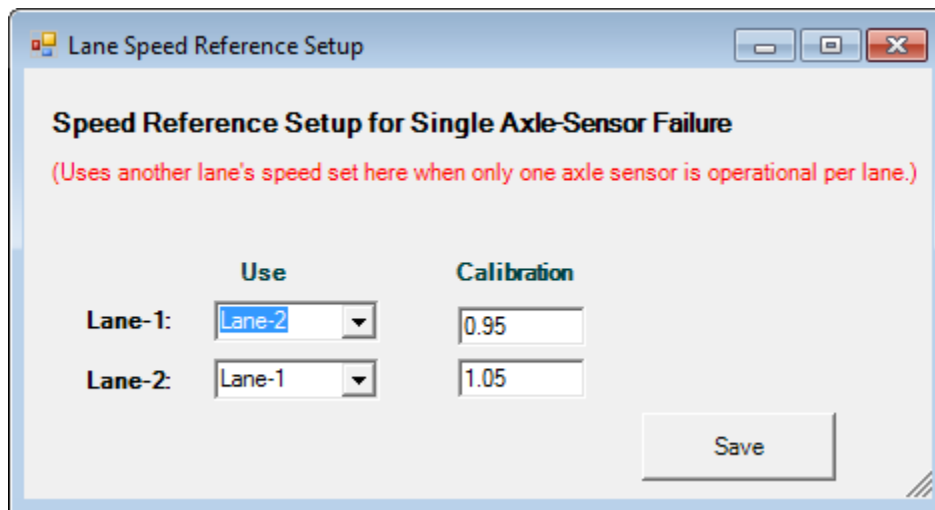 Lane Speed Reference Setup
Speed Reference Setup for Single Axle-Sensor Failure
(Uses another lane's speed set here when only one axle sensor is operational per lane.)
Use Calibration
Lane-1: Lane-2 0.95
Lane-2: Lane-1 1.05
Save